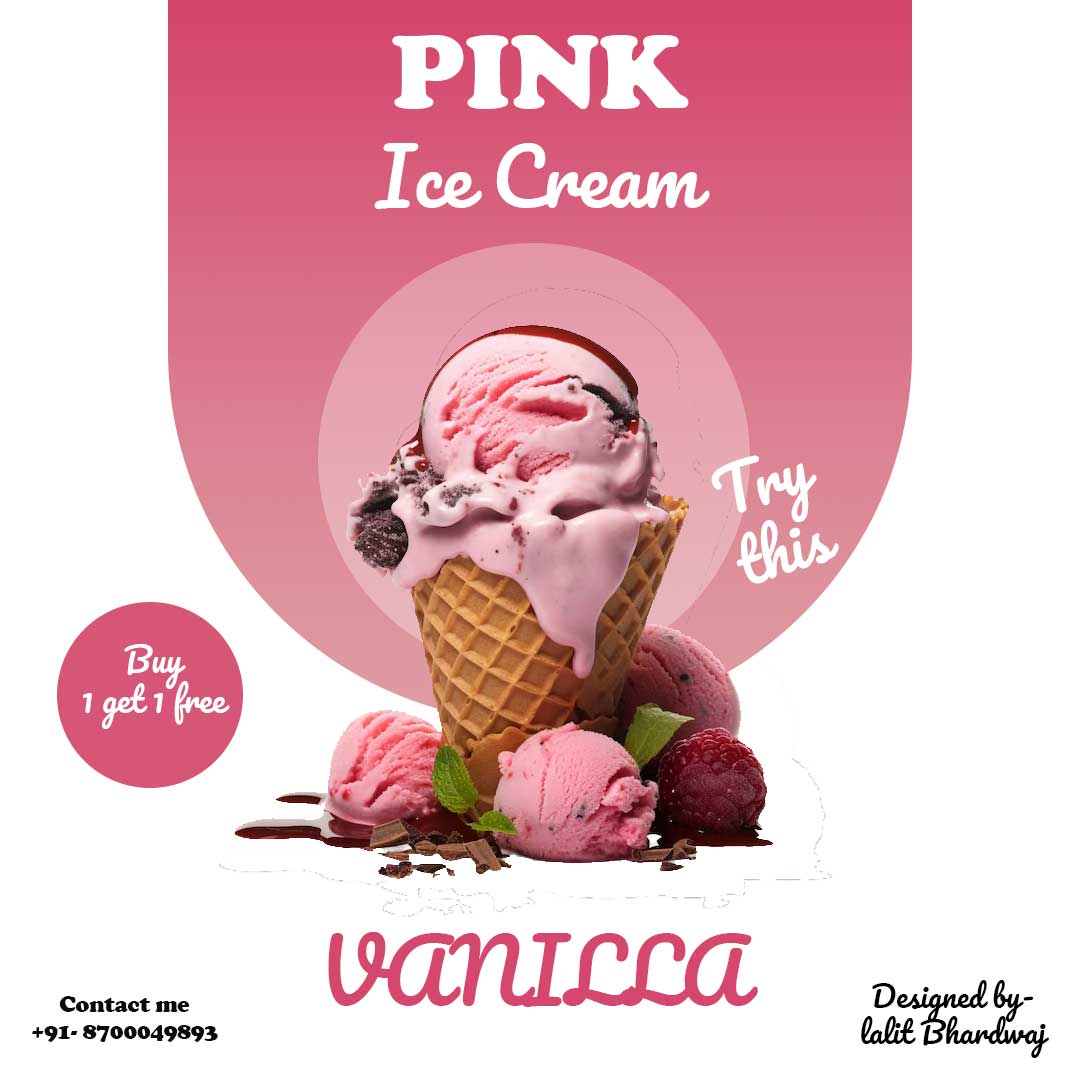 PINK
Ice Cream
Try
this
Buy
1 get 1 free
VANILLA
Contact me
+91- 8700049893
Designed by-
lalit Bhardwaj